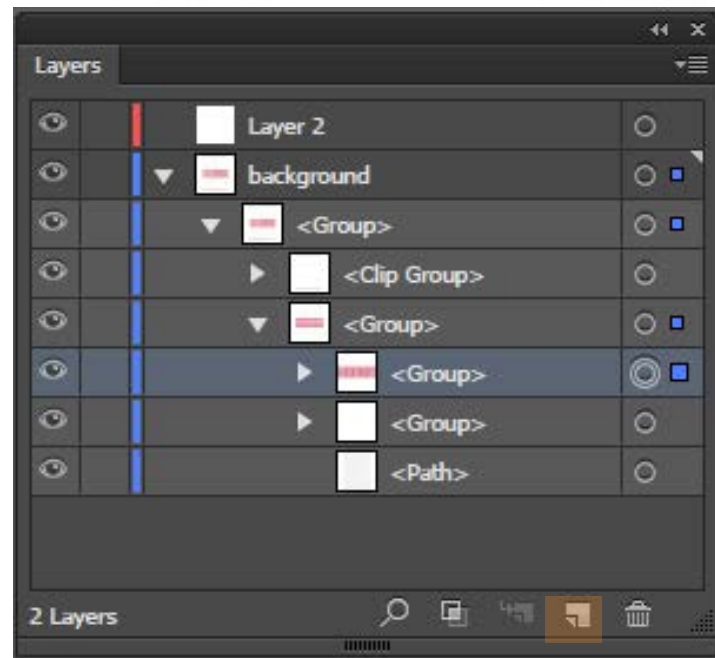 Layers
Layer 2
background
<Group>
<Clip Group>
<Group>
<Group>
<Group>
<Path>
2 Layers